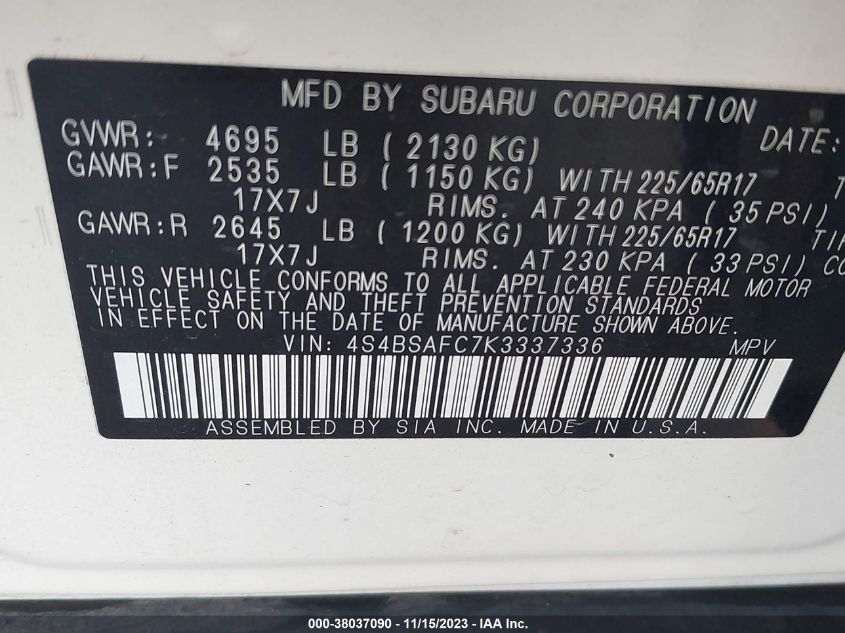 MFD BY SUBARU CORPORATION DATE:
GVWR: 4695 LB ( 2130 KG)
GAWR:F 2535 LB ( 1150 KG) WITH 225/65R17
17X7J RIMS. AT 240 KPA ( 35 PSI)
GAWR:R 2645 LB ( 1200 KG) WITH 225/65R17
17X7J RIMS. AT 230 KPA ( 33 PSI)
THIS VEHICLE CONFORMS TO ALL APPLICABLE FEDERAL MOTOR
VEHICLE SAFETY AND THEFT PREVENTION STANDARDS
IN EFFECT ON THE DATE OF MANUFACTURE SHOWN ABOVE.
VIN: 4S4BSAFC7K3337336 MPV
ASSEMBLED BY SIA INC. MADE IN U.S.A.
000-38037090 - 11/15/2023 - © IAA Inc.